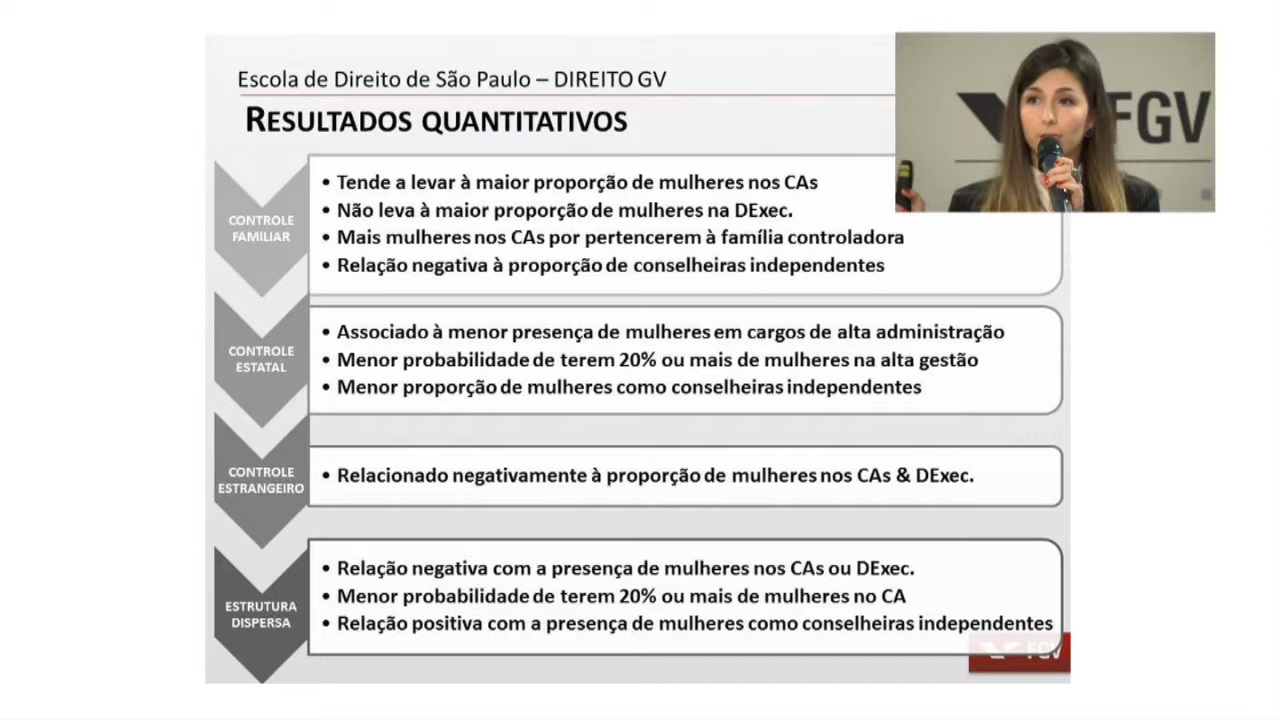 Escola de Direito de São Paulo – DIREITO GV
RESULTADOS QUANTITATIVOS
FGV
CONTROLE
FAMILIAR
• Tende a levar à maior proporção de mulheres nos CAs
• Não leva à maior proporção de mulheres na DExec.
• Mais mulheres nos CAs por pertencerem à família controladora
• Relação negativa à proporção de conselheiras independentes
CONTROLE
ESTATAL
• Associado à menor presença de mulheres em cargos de alta administração
• Menor probabilidade de terem 20% ou mais de mulheres na alta gestão
• Menor proporção de mulheres como conselheiras independentes
CONTROLE
ESTRANGEIRO
• Relacionado negativamente à proporção de mulheres nos CAs & DExec.
ESTRUTURA
DISPERSA
• Relação negativa com a presença de mulheres nos CAs ou DExec.
• Menor probabilidade de terem 20% ou mais de mulheres no CA
• Relação positiva com a presença de mulheres como conselheiras independentes
FGV